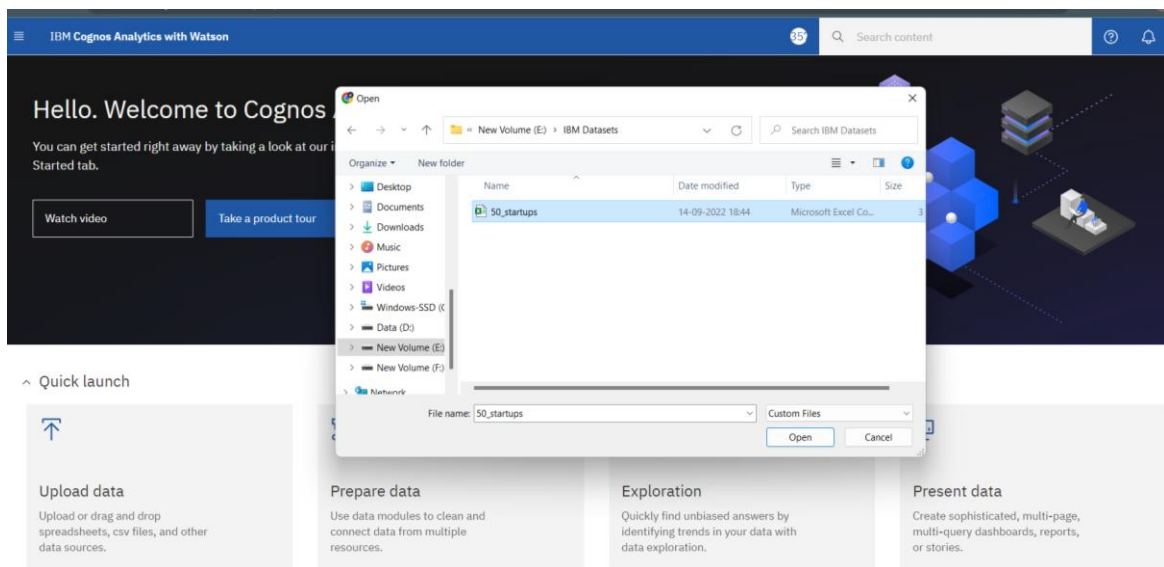 IBM Cognos Analytics with Watson
35
Search content
Hello. Welcome to Cognos
You can get started right away by taking a look at our i
Started tab.
Watch video
Take a product tour
Open
« New Volume (E:) > IBM Datasets
Search IBM Datasets
Organize
New folder
Name
Date modified
Type
Size
50_startups
14-09-2022 18:44
Microsoft Excel Co...
3
Desktop
Documents
Downloads
Music
Pictures
Videos
Windows-SSD (C
Data (D:)
New Volume (E:)
New Volume (F:)
Network
File name:
50_startups
Custom Files
Open
Cancel
Quick launch
Upload data
Upload or drag and drop
spreadsheets, csv files, and other
data sources.
Prepare data
Use data modules to clean and
connect data from multiple
resources.
Exploration
Quickly find unbiased answers by
identifying trends in your data with
data exploration.
Present data
Create sophisticated, multi-page,
multi-query dashboards, reports,
or stories.